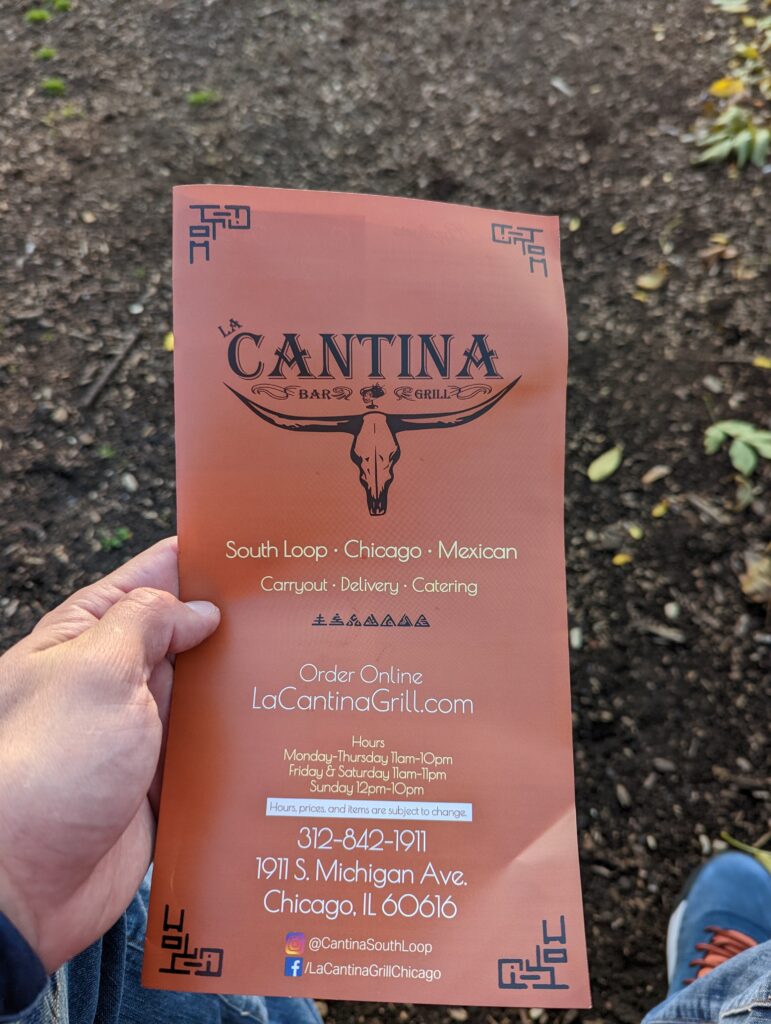 LA
CANTINA
BAR GRILL
South Loop · Chicago · Mexican
Carryout · Delivery · Catering
Order Online
LaCantinaGrill.com
Hours
Monday-Thursday 11am-10pm
Friday & Saturday 11am-11pm
Sunday 12pm-10pm
Hours, prices, and items are subject to change.
312-842-1911
1911 S. Michigan Ave.
Chicago, IL 60616
@CantinaSouthLoop
/LaCantinaGrillChicago